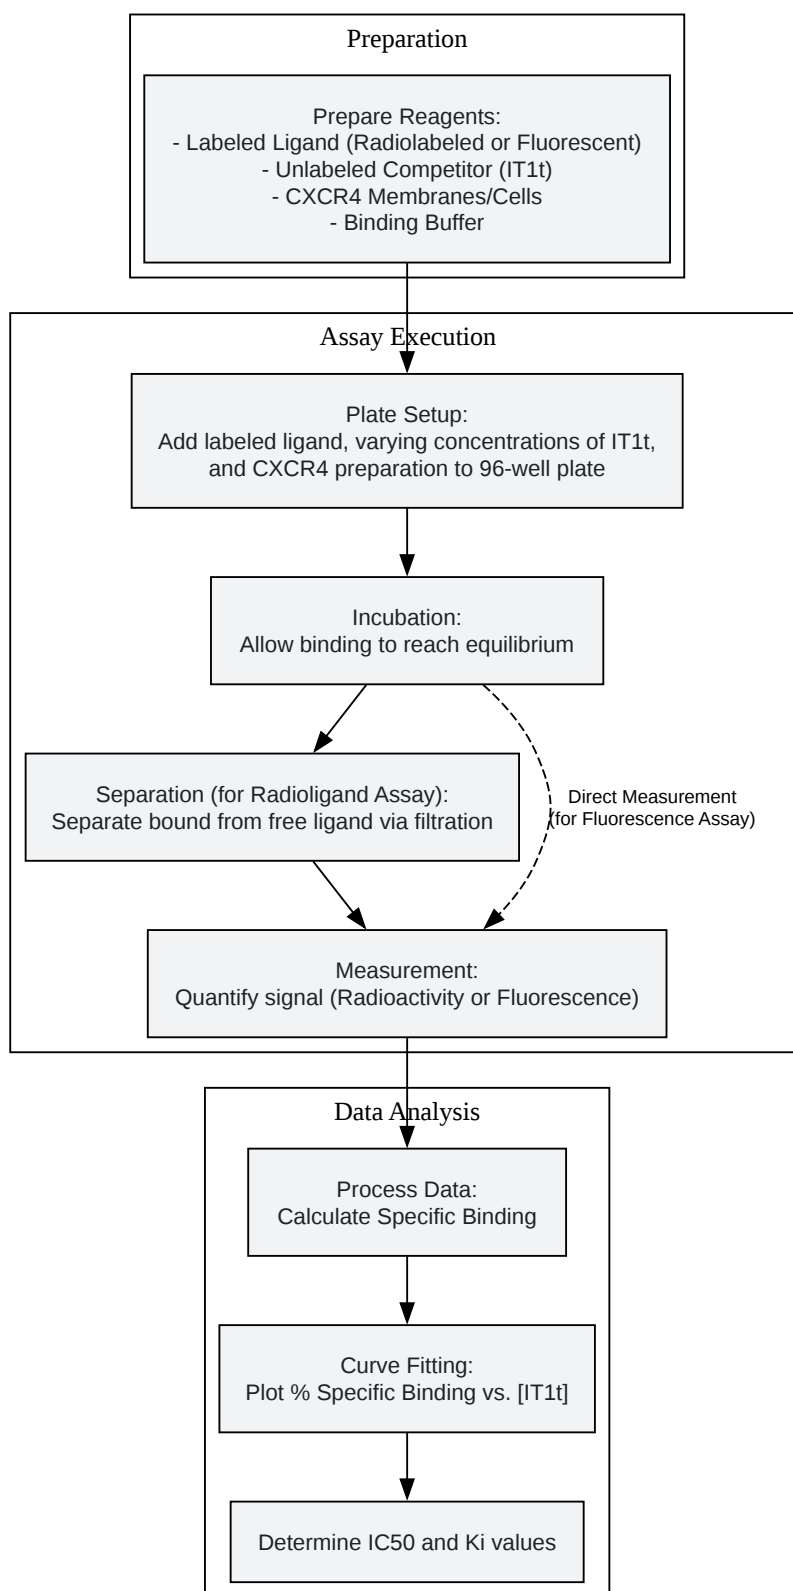 Preparation
Prepare Reagents:
- Labeled Ligand (Radiolabeled or Fluorescent)
- Unlabeled Competitor (IT1t)
- CXCR4 Membranes/Cells
- Binding Buffer
Assay Execution
Plate Setup:
Add labeled ligand, varying concentrations of IT1t,
and CXCR4 preparation to 96-well plate
Incubation:
Allow binding to reach equilibrium
Separation (for Radioligand Assay):
Separate bound from free ligand via filtration
Direct Measurement
(for Fluorescence Assay)
Measurement:
Quantify signal (Radioactivity or Fluorescence)
Data Analysis
Process Data:
Calculate Specific Binding
Curve Fitting:
Plot % Specific Binding vs. [IT1t]
Determine IC50 and Ki values